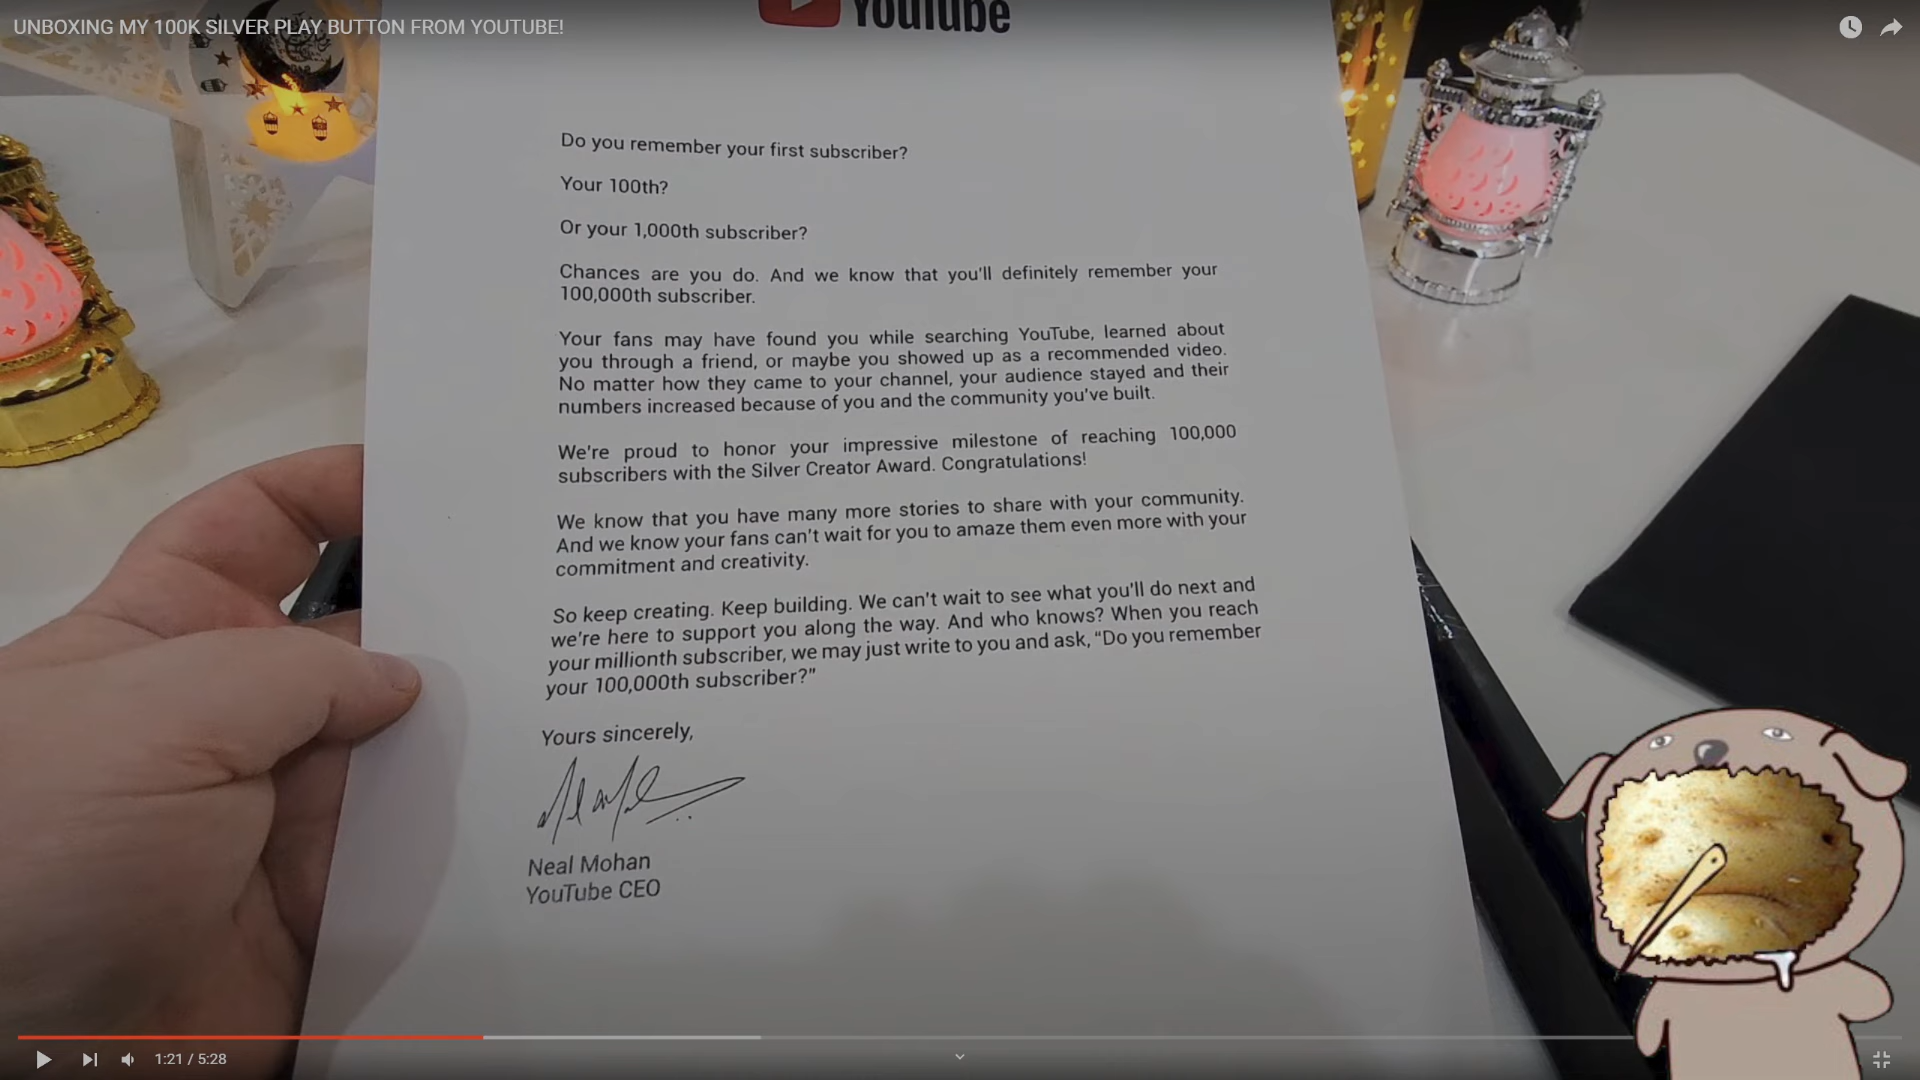 UNBOXING MY 100K SILVER PLAY BUTTON FROM YOUTUBE!
YouTube
Do you remember your first subscriber?
Your 100th?
Or your 1,000th subscriber?
Chances are you do. And we know that you'll definitely remember your
100,000th subscriber.
Your fans may have found you while searching YouTube, learned about
you through a friend, or maybe you showed up as a recommended video.
No matter how they came to your channel, your audience stayed and their
numbers increased because of you and the community you've built.
We're proud to honor your impressive milestone of reaching 100,000
subscribers with the Silver Creator Award. Congratulations!
We know that you have many more stories to share with your community.
And we know your fans can't wait for you to amaze them even more with your
commitment and creativity.
So keep creating. Keep building. We can't wait to see what you'll do next and
we're here to support you along the way. And who knows? When you reach
your millionth subscriber, we may just write to you and ask, “Do you remember
your 100,000th subscriber?”
Yours sincerely,
Neal Mohan
YouTube CEO
1:21 / 5:28